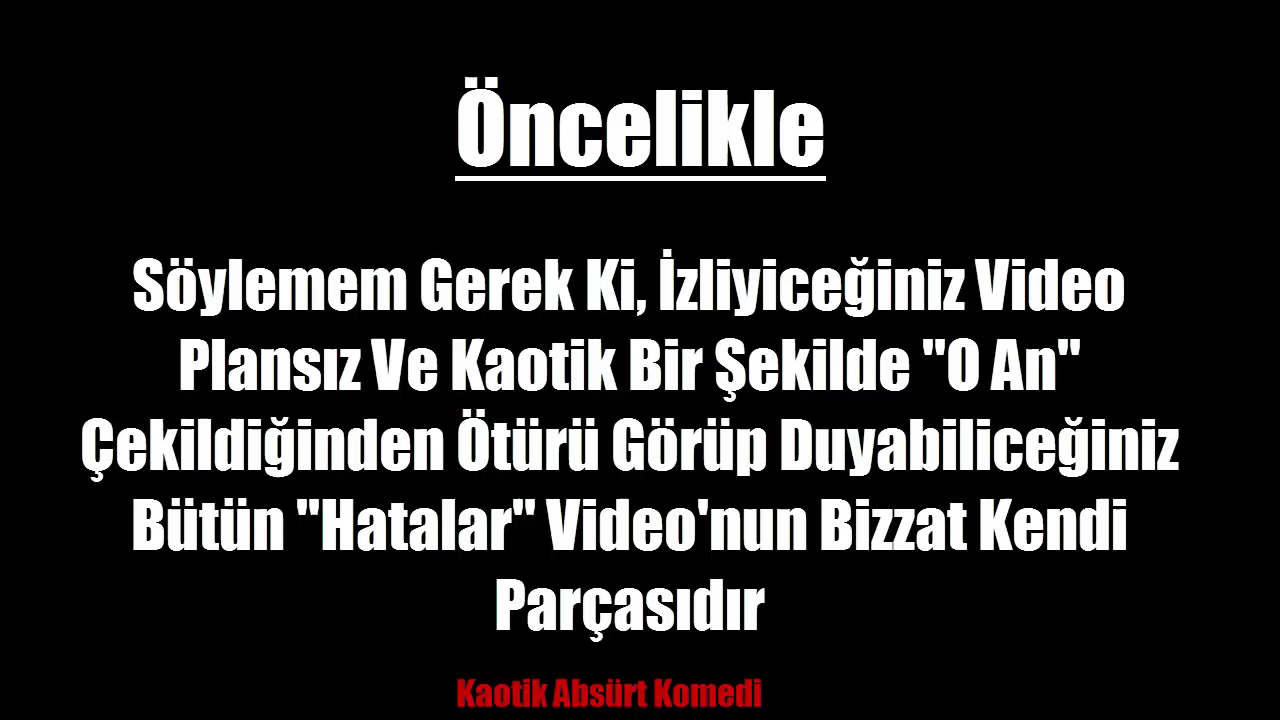 Öncelikle
Söylemem Gerek Ki, İzliyiceğiniz Video
Plansız Ve Kaotik Bir Şekilde "O An"
Çekildiğinden Ötürü Görüp Duyabiliceğiniz
Bütün "Hatalar" Video'nun Bizzat Kendi
Parçasıdır
Kaotik Absürt Komedi